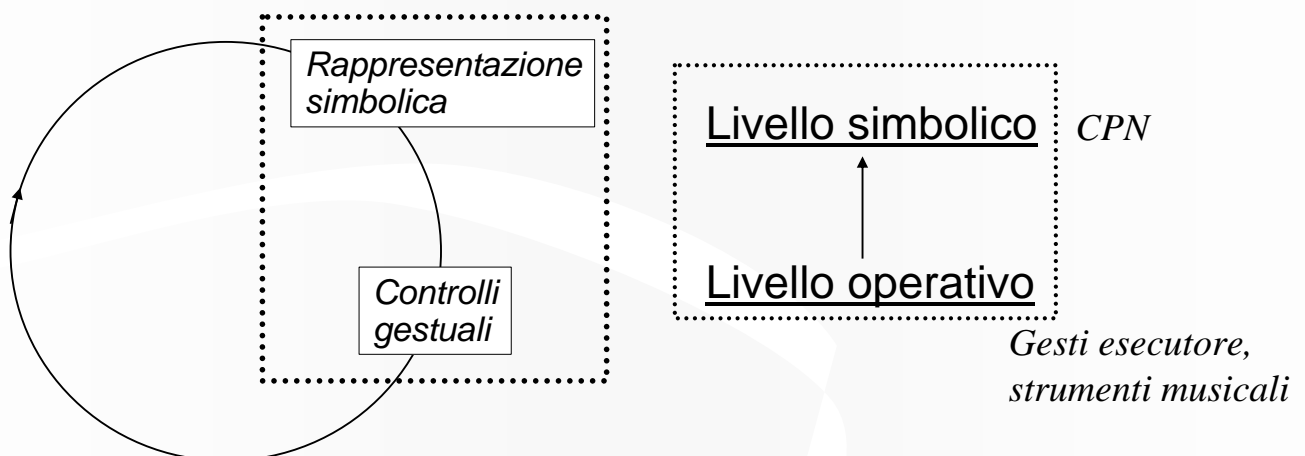 Rappresentazione
simbolica
Controlli
gestuali
Livello simbolico
CPN
Livello operativo
Gesti esecutore,
strumenti musicali